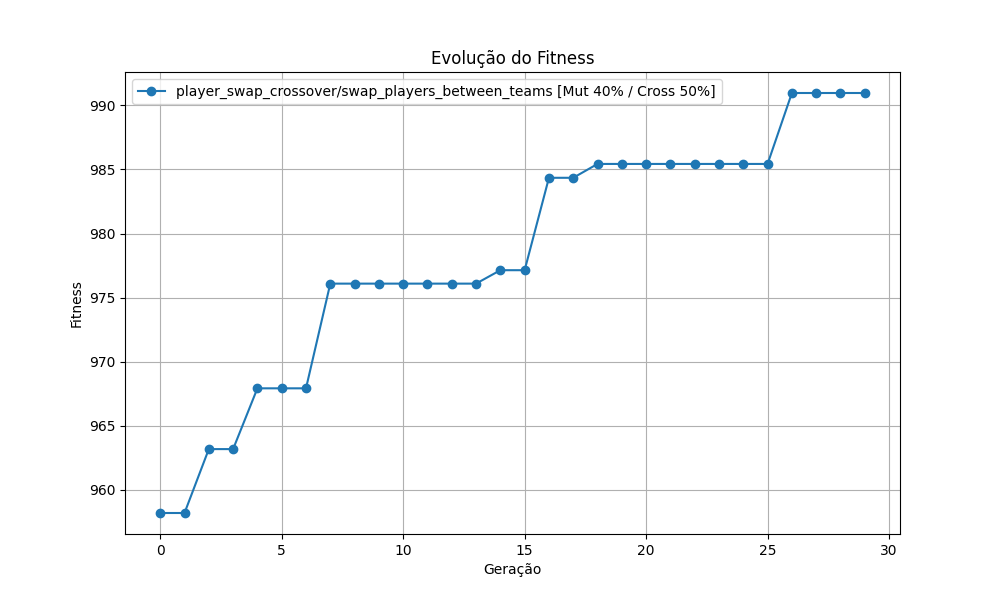 Evolução do Fitness
player_swap_crossover/swap_players_between_teams [Mut 40% / Cross 50%]
990
985
980
975
970
965
960
Fitness
0 5 10 15 20 25 30
Geração